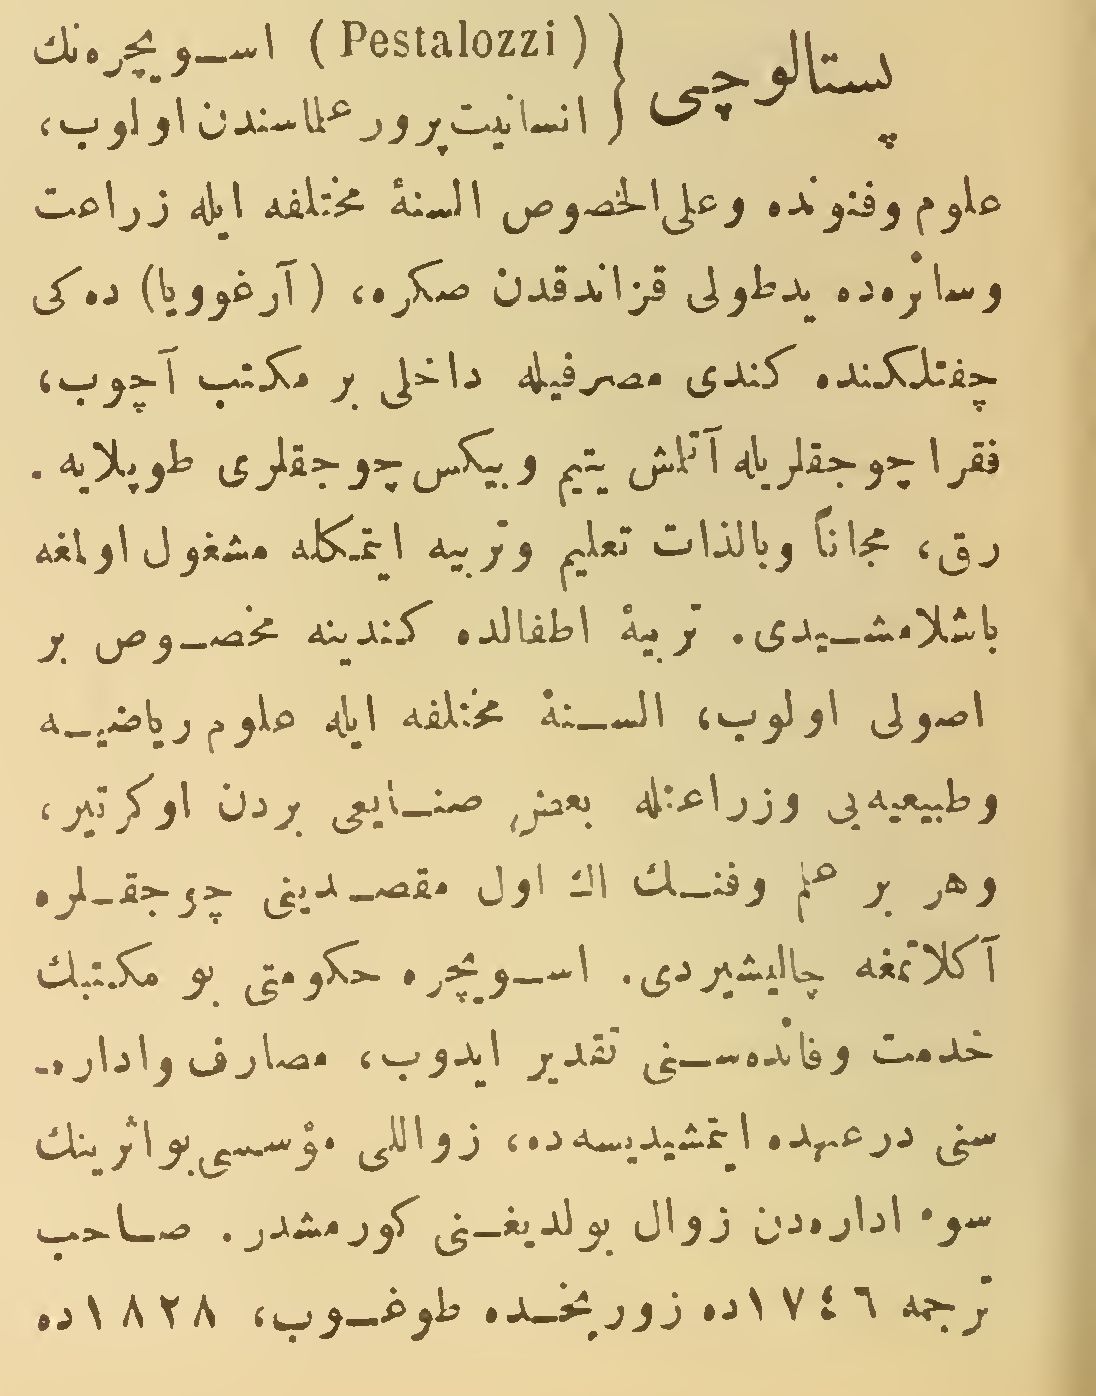 پستالوچی { (Pestalozzi) اسویچره‌نك
انسانیت‌پرور علماسندن اولوب،
علوم وفنونده وعلی‌الخصوص السنهٔ مختلفه ایله زراعت
وسائره‌ده یدطولی قزاندقدن صکره، (آرغوویا) ده‌کی
چفتلکنده کندی مصرفیله داخلی بر مکتب آچوب،
فقرا چوجقلریله آتلمش یتیم وبیکس چوجقلری طوپلایه‌
رق، مجاناً وبالذات تعلیم وتربیه ایتمکله مشغول اولمغه
باشلامشیدی. تربیهٔ اطفالده کندینه مخصوص بر
اصولی اولوب، السنهٔ مختلفه ایله علوم ریاضیه
وطبیعیه‌یی وزراعتله بعض صنایعی بردن اوکرتیر،
وهر بر علم وفنك اك اول مقصدینی چوجقلره
آکلاتمغه چالیشیردی. اسویچره حکومتی بو مکتبك
خدمت وفائده‌سنی تقدیر ایدوب، مصارف واداره‌-
سنی درعهده ایتمشیدیسه‌ده، زواللی مؤسسی بو اثرینك
سوء اداره‌دن زوال بولدیغنی کورمشدر. صاحب
ترجمه ۱۷٤٦ده زوریخده طوغوب، ۱۸۲۸ده